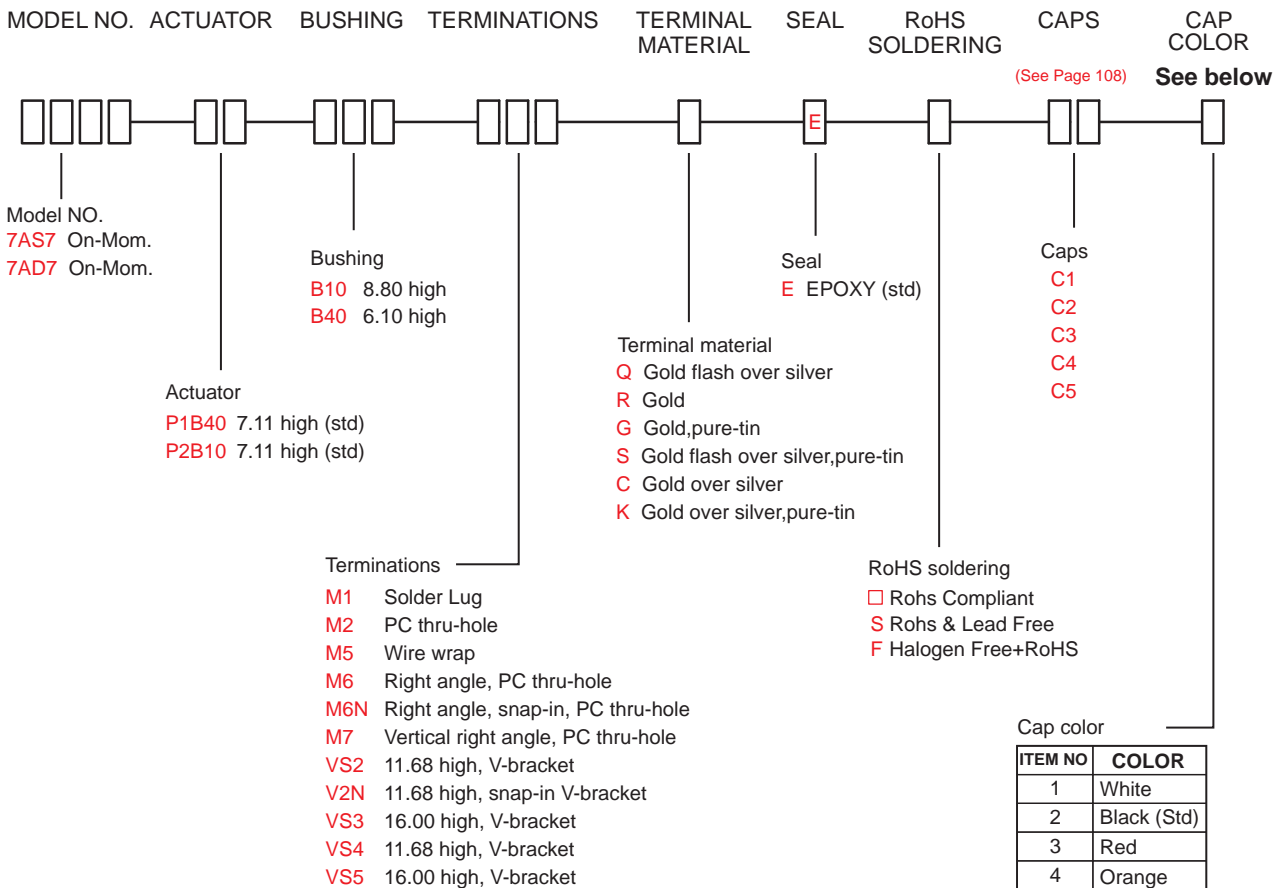 MODEL NO. ACTUATOR BUSHING TERMINATIONS TERMINAL MATERIAL SEAL RoHS SOLDERING CAPS CAP COLOR
(See Page 108) See below
E
Model NO.
7AS7 On-Mom.
7AD7 On-Mom.
Actuator
P1B40 7.11 high (std)
P2B10 7.11 high (std)
Bushing
B10 8.80 high
B40 6.10 high
Terminations
M1 Solder Lug
M2 PC thru-hole
M5 Wire wrap
M6 Right angle, PC thru-hole
M6N Right angle, snap-in, PC thru-hole
M7 Vertical right angle, PC thru-hole
VS2 11.68 high, V-bracket
V2N 11.68 high, snap-in V-bracket
VS3 16.00 high, V-bracket
VS4 11.68 high, V-bracket
VS5 16.00 high, V-bracket
Terminal material
Q Gold flash over silver
R Gold
G Gold,pure-tin
S Gold flash over silver,pure-tin
C Gold over silver
K Gold over silver,pure-tin
Seal
E EPOXY (std)
RoHS soldering
□ Rohs Compliant
S Rohs & Lead Free
F Halogen Free+RoHS
Caps
C1
C2
C3
C4
C5
Cap color
ITEM NO COLOR
1 White
2 Black (Std)
3 Red
4 Orange